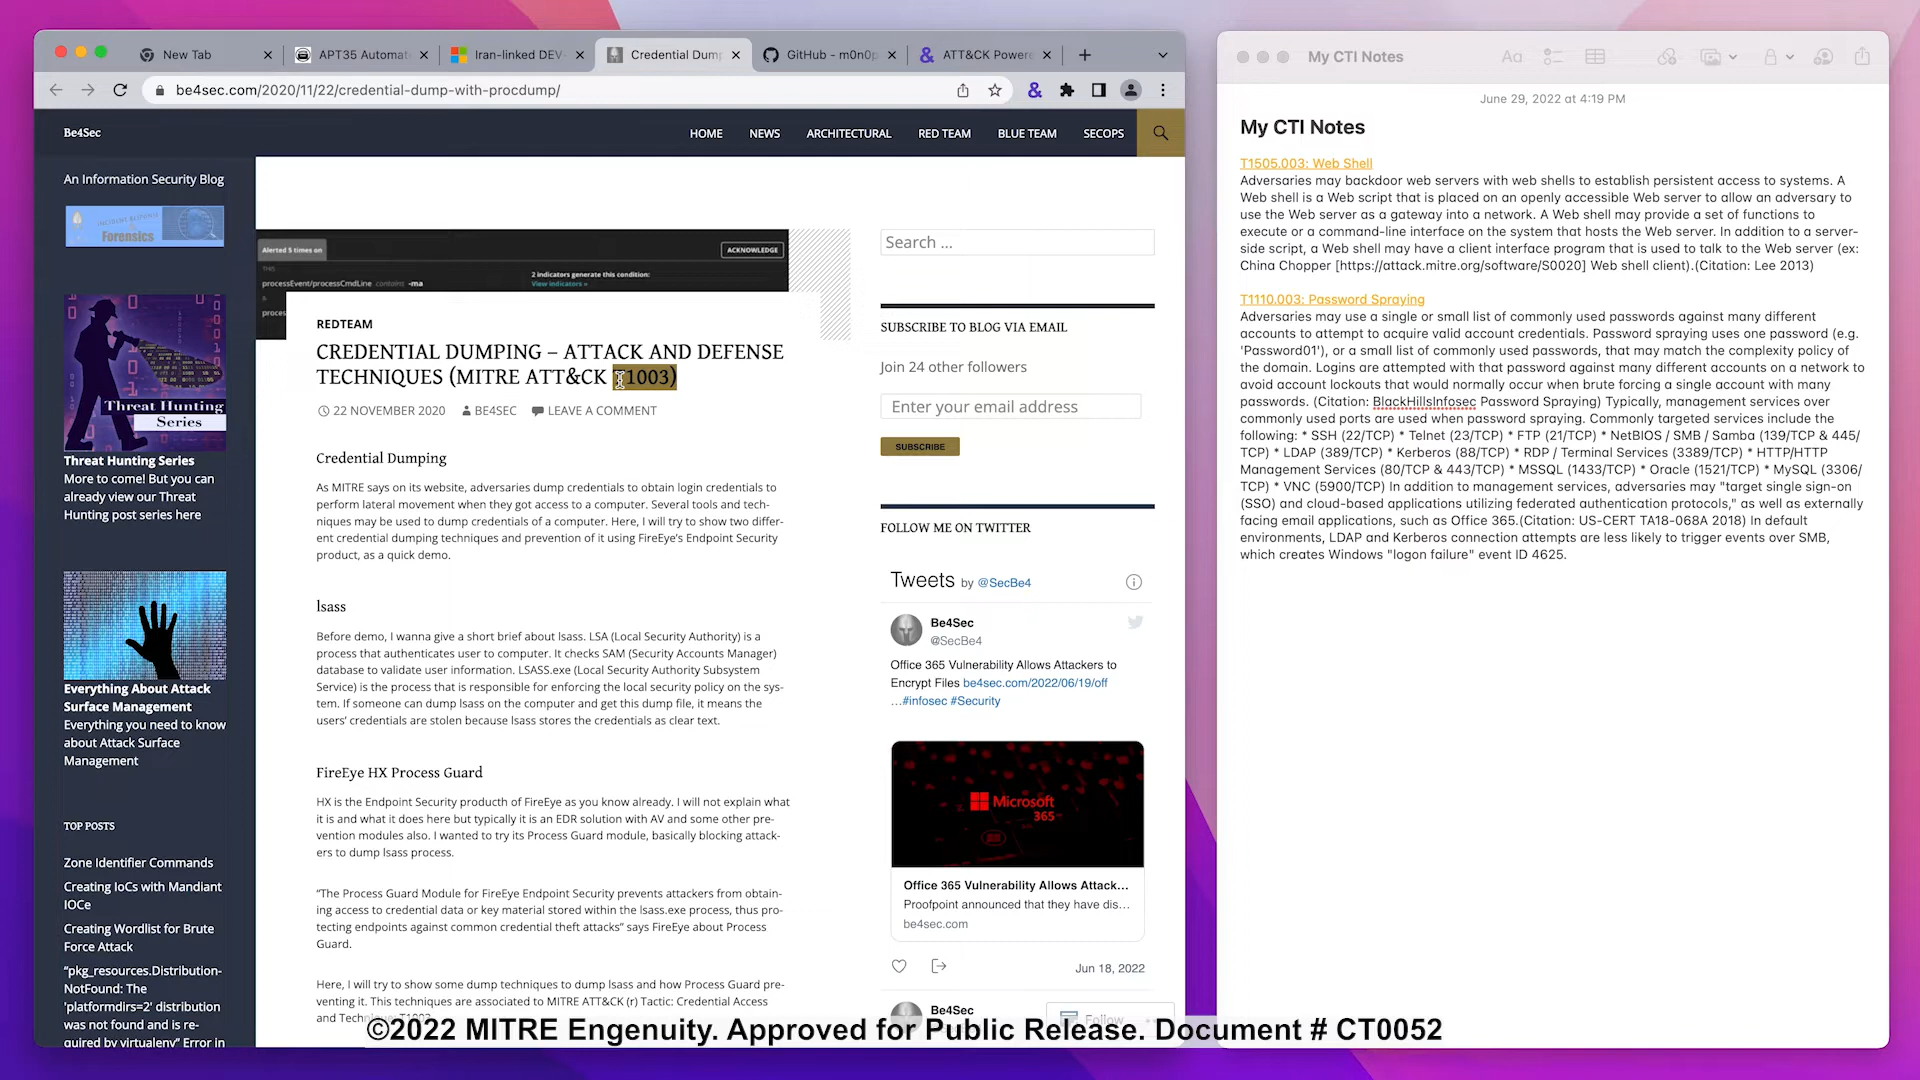 New Tab
APT35 Automat
Iran-linked DEV-
Credential Dump
GitHub - m0n0p
ATT&CK Powere
be4sec.com/2020/11/22/credential-dump-with-procdump/
Be4Sec
HOME
NEWS
ARCHITECTURAL
RED TEAM
BLUE TEAM
SECOPS
An Information Security Blog
Forensics
Threat Hunting
Series
Threat Hunting Series
More to come! But you can
already view our Threat
Hunting post series here
Everything About Attack
Surface Management
Everything you need to know
about Attack Surface
Management
TOP POSTS
Zone Identifier Commands
Creating IoCs with Mandiant
IOCe
Creating Wordlist for Brute
Force Attack
“pkg_resources.Distribution-
NotFound: The
'platformdirs=2' distribution
was not found and is re-
quired by virtualenv” Error in
Alerted 5 times on
ACKNOWLEDGE
2 indicators generate this condition:
View indicators »
processEvent/processCmdLine contains -ma
REDTEAM
CREDENTIAL DUMPING – ATTACK AND DEFENSE
TECHNIQUES (MITRE ATT&CK T1003)
22 NOVEMBER 2020
BE4SEC
LEAVE A COMMENT
Credential Dumping
As MITRE says on its website, adversaries dump credentials to obtain login credentials to
perform lateral movement when they got access to a computer. Several tools and tech-
niques may be used to dump credentials of a computer. Here, I will try to show two differ-
ent credential dumping techniques and prevention of it using FireEye’s Endpoint Security
product, as a quick demo.
lsass
Before demo, I wanna give a short brief about lsass. LSA (Local Security Authority) is a
process that authenticates user to computer. It checks SAM (Security Accounts Manager)
database to validate user information. LSASS.exe (Local Security Authority Subsystem
Service) is the process that is responsible for enforcing the local security policy on the sys-
tem. If someone can dump lsass on the computer and get this dump file, it means the
users’ credentials are stolen because lsass stores the credentials as clear text.
FireEye HX Process Guard
HX is the Endpoint Security producth of FireEye as you know already. I will not explain what
it is and what it does here but typically it is an EDR solution with AV and some other pre-
vention modules also. I wanted to try its Process Guard module, basically blocking attack-
ers to dump lsass process.
“The Process Guard Module for FireEye Endpoint Security prevents attackers from obtain-
ing access to credential data or key material stored within the lsass.exe process, thus pro-
tecting endpoints against common credential theft attacks” says FireEye about Process
Guard.
Here, I will try to show some dump techniques to dump lsass and how Process Guard pre-
venting it. This techniques are associated to MITRE ATT&CK (r) Tactic: Credential Access
and Technique: T1003
Search …
SUBSCRIBE TO BLOG VIA EMAIL
Join 24 other followers
Enter your email address
SUBSCRIBE
FOLLOW ME ON TWITTER
Tweets by @SecBe4
Be4Sec
@SecBe4
Office 365 Vulnerability Allows Attackers to
Encrypt Files be4sec.com/2022/06/19/off
…#infosec #Security
Microsoft
365
Office 365 Vulnerability Allows Attack…
Proofpoint announced that they have dis…
be4sec.com
Jun 18, 2022
Be4Sec
Follow
My CTI Notes
Aa
June 29, 2022 at 4:19 PM
My CTI Notes
T1505.003: Web Shell
Adversaries may backdoor web servers with web shells to establish persistent access to systems. A
Web shell is a Web script that is placed on an openly accessible Web server to allow an adversary to
use the Web server as a gateway into a network. A Web shell may provide a set of functions to
execute or a command-line interface on the system that hosts the Web server. In addition to a server-
side script, a Web shell may have a client interface program that is used to talk to the Web server (ex:
China Chopper [https://attack.mitre.org/software/S0020] Web shell client).(Citation: Lee 2013)
T1110.003: Password Spraying
Adversaries may use a single or small list of commonly used passwords against many different
accounts to attempt to acquire valid account credentials. Password spraying uses one password (e.g.
'Password01'), or a small list of commonly used passwords, that may match the complexity policy of
the domain. Logins are attempted with that password against many different accounts on a network to
avoid account lockouts that would normally occur when brute forcing a single account with many
passwords. (Citation: BlackHillsInfosec Password Spraying) Typically, management services over
commonly used ports are used when password spraying. Commonly targeted services include the
following: * SSH (22/TCP) * Telnet (23/TCP) * FTP (21/TCP) * NetBIOS / SMB / Samba (139/TCP & 445/
TCP) * LDAP (389/TCP) * Kerberos (88/TCP) * RDP / Terminal Services (3389/TCP) * HTTP/HTTP
Management Services (80/TCP & 443/TCP) * MSSQL (1433/TCP) * Oracle (1521/TCP) * MySQL (3306/
TCP) * VNC (5900/TCP) In addition to management services, adversaries may "target single sign-on
(SSO) and cloud-based applications utilizing federated authentication protocols," as well as externally
facing email applications, such as Office 365.(Citation: US-CERT TA18-068A 2018) In default
environments, LDAP and Kerberos connection attempts are less likely to trigger events over SMB,
which creates Windows "logon failure" event ID 4625.
©2022 MITRE Engenuity. Approved for Public Release. Document # CT0052